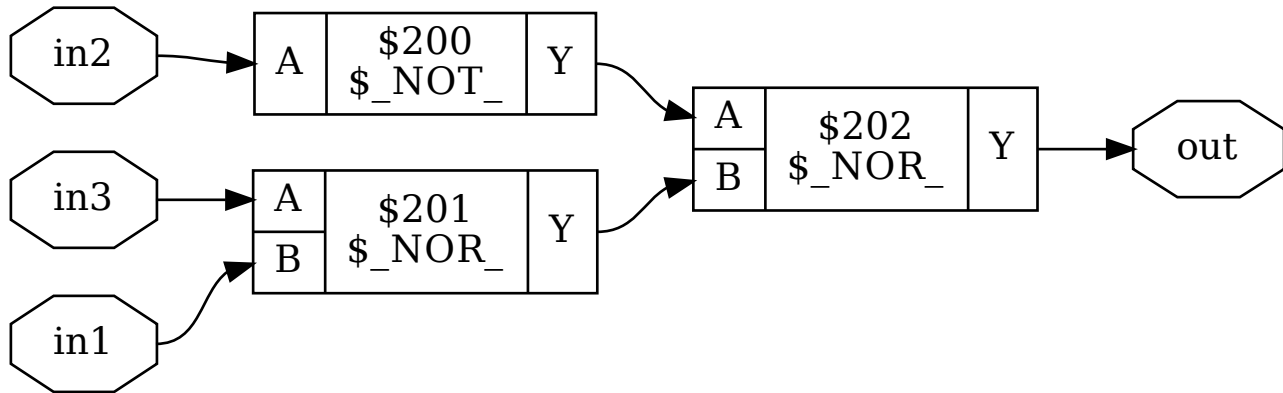 in2
A
$200
$_NOT_
Y
in3
A
B
$201
$_NOR_
Y
in1
A
B
$202
$_NOR_
Y
out